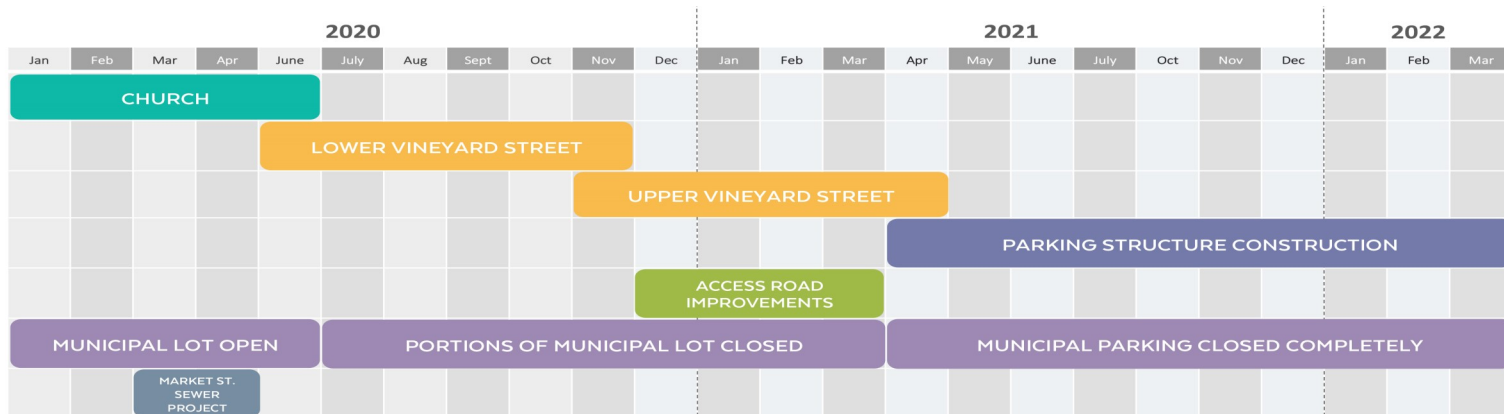 2020 2021 2022
Jan Feb Mar Apr June July Aug Sept Oct Nov Dec Jan Feb Mar Apr May June July Oct Nov Dec Jan Feb Mar
CHURCH
LOWER VINEYARD STREET
UPPER VINEYARD STREET
PARKING STRUCTURE CONSTRUCTION
ACCESS ROAD
IMPROVEMENTS
MUNICIPAL LOT OPEN PORTIONS OF MUNICIPAL LOT CLOSED MUNICIPAL PARKING CLOSED COMPLETELY
MARKET ST.
SEWER
PROJECT